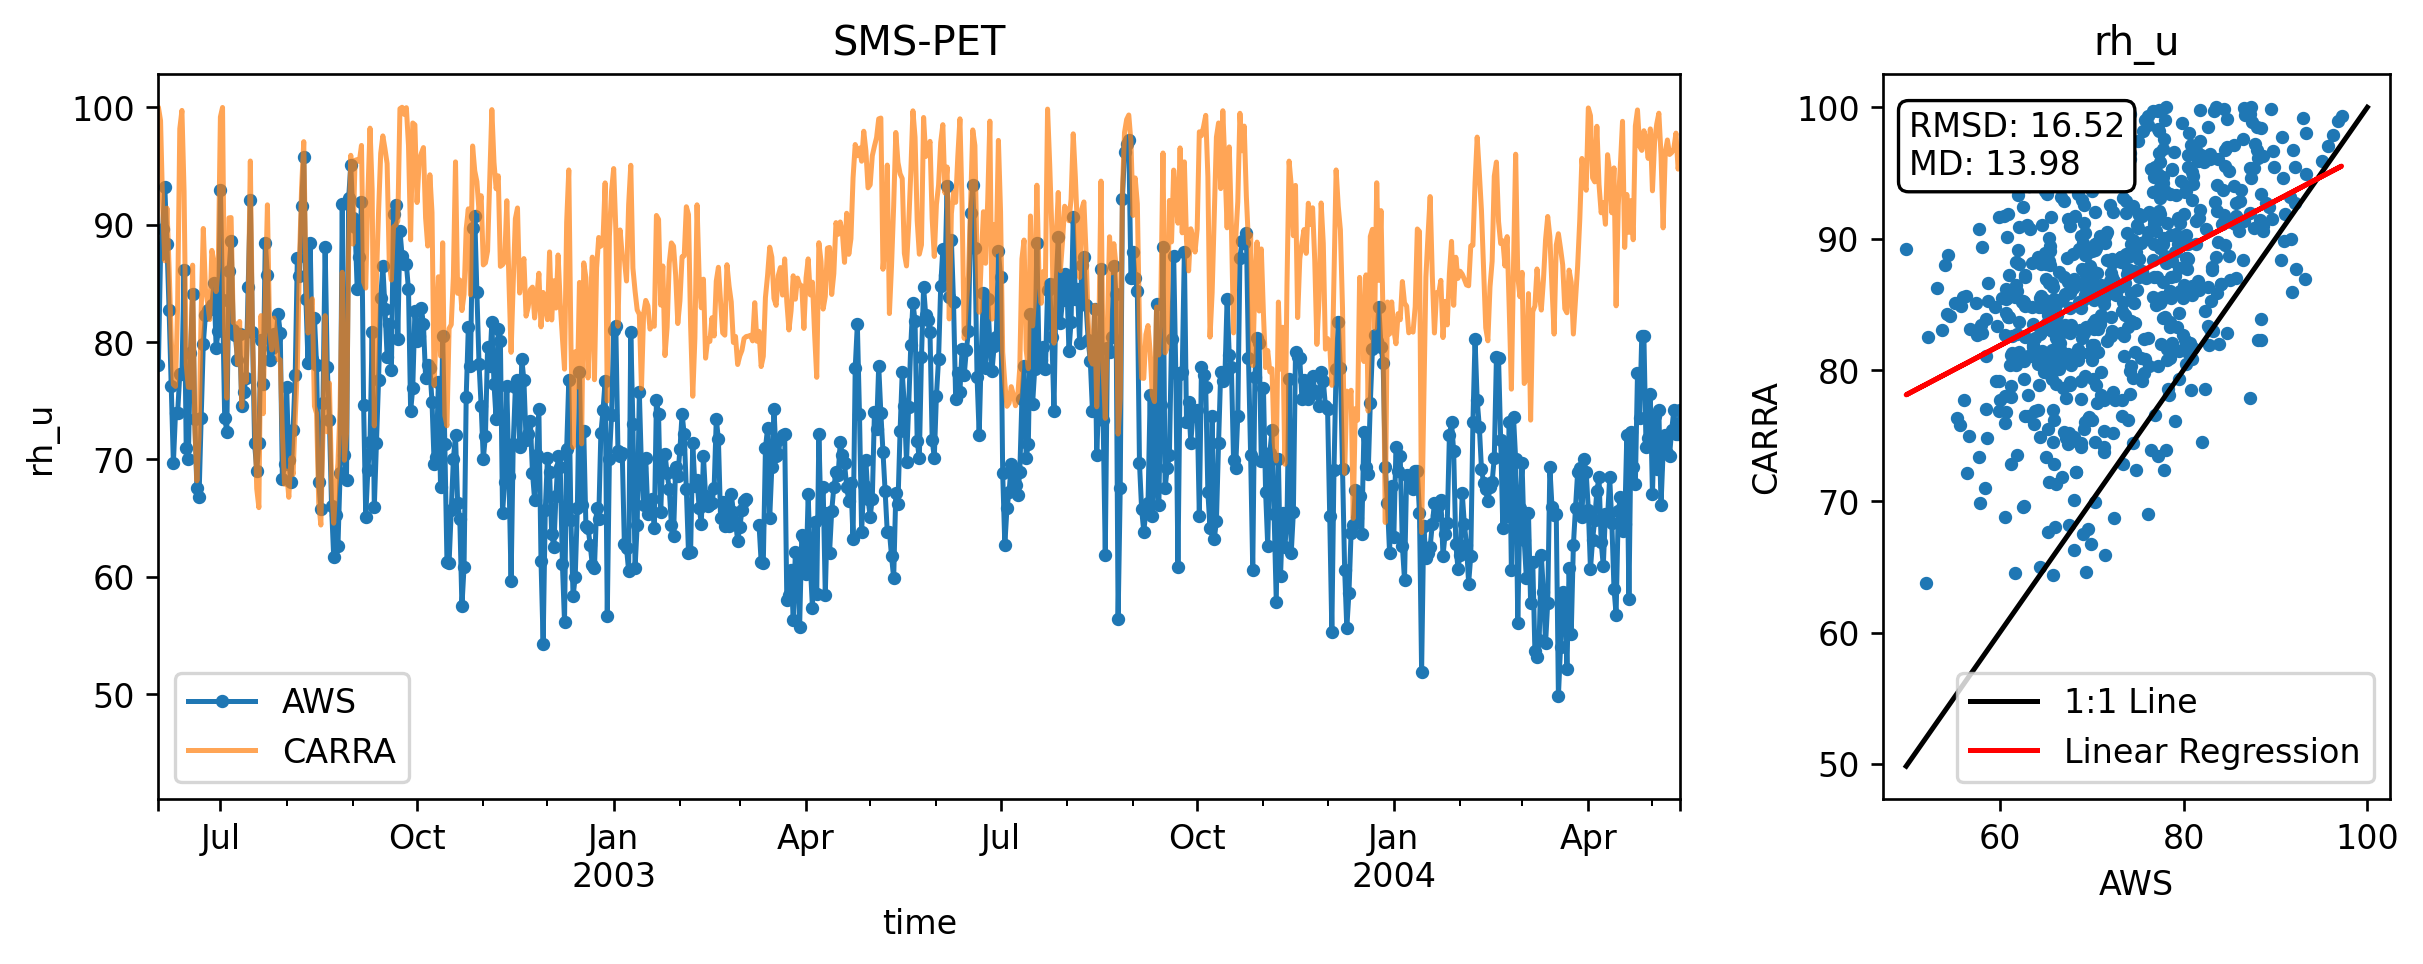 SMS-PET
rh_u
100
90
80
70
60
50
AWS
CARRA
Jul
Oct
Jan
2003
Apr
Jul
Oct
Jan
2004
Apr
time
rh_u
CARRA
100
90
80
70
60
50
RMSD: 16.52
MD: 13.98
1:1 Line
Linear Regression
60
80
100
AWS